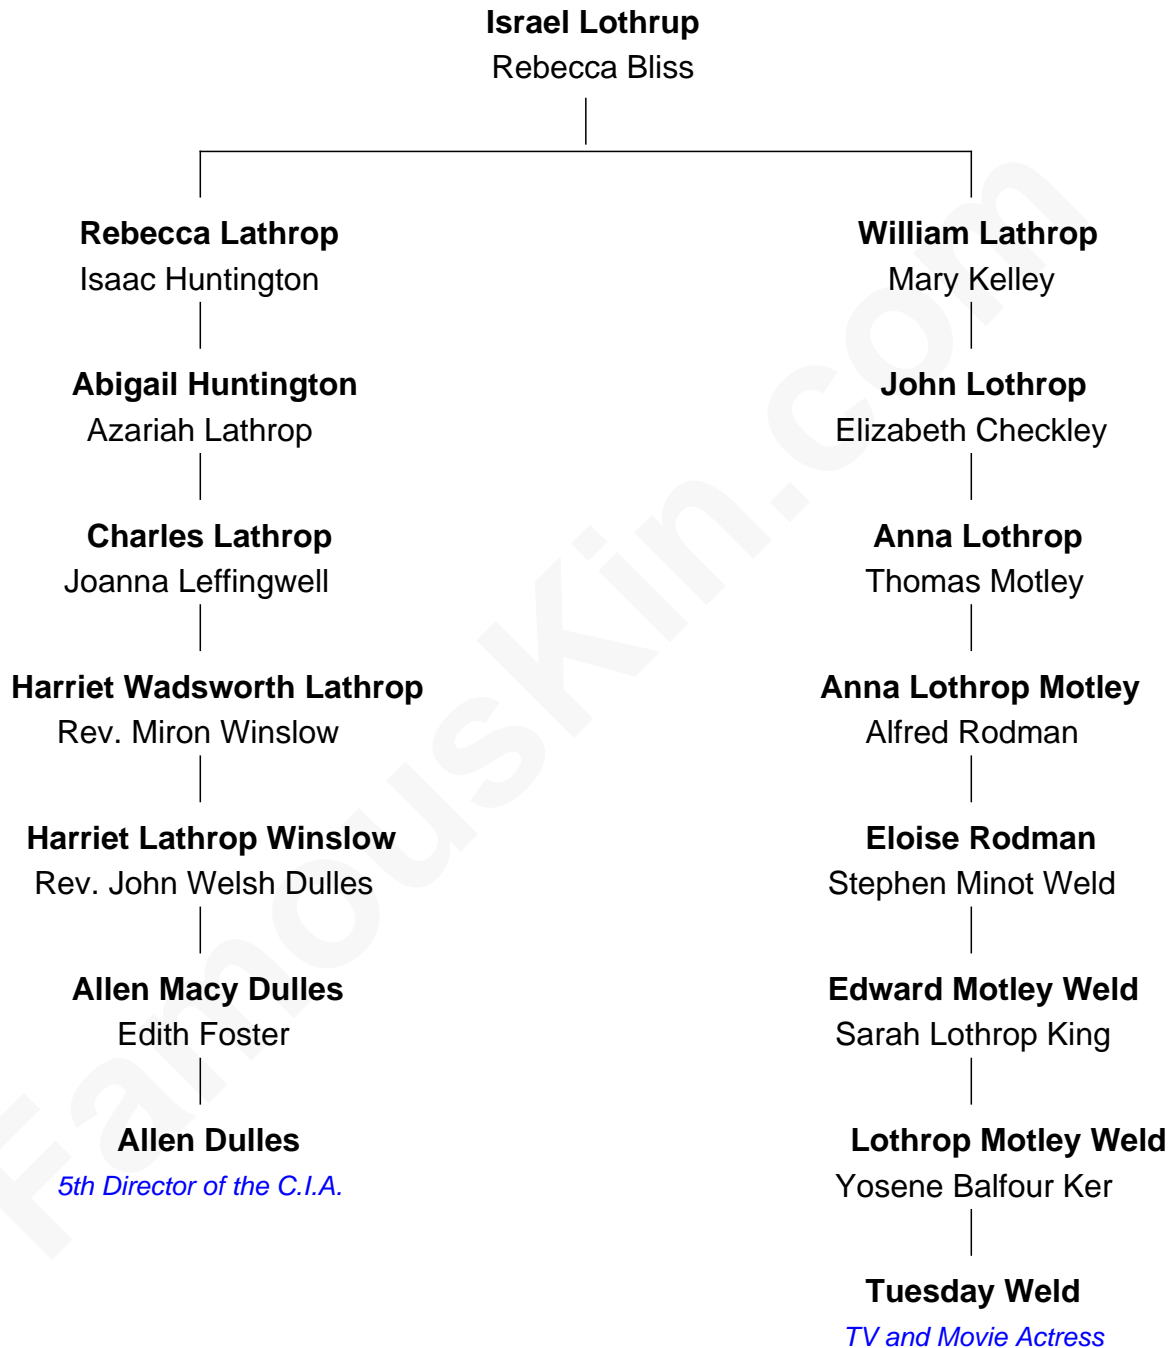 Israel Lothrup
Rebecca Bliss
Rebecca Lathrop
Isaac Huntington
William Lathrop
Mary Kelley
Abigail Huntington
Azariah Lathrop
John Lothrop
Elizabeth Checkley
Charles Lathrop
Joanna Leffingwell
Anna Lothrop
Thomas Motley
Harriet Wadsworth Lathrop
Rev. Miron Winslow
Anna Lothrop Motley
Alfred Rodman
Harriet Lathrop Winslow
Rev. John Welsh Dulles
Eloise Rodman
Stephen Minot Weld
Allen Macy Dulles
Edith Foster
Edward Motley Weld
Sarah Lothrop King
Allen Dulles
5th Director of the C.I.A.
Lothrop Motley Weld
Yosene Balfour Ker
Tuesday Weld
TV and Movie Actress
FamousKin.com